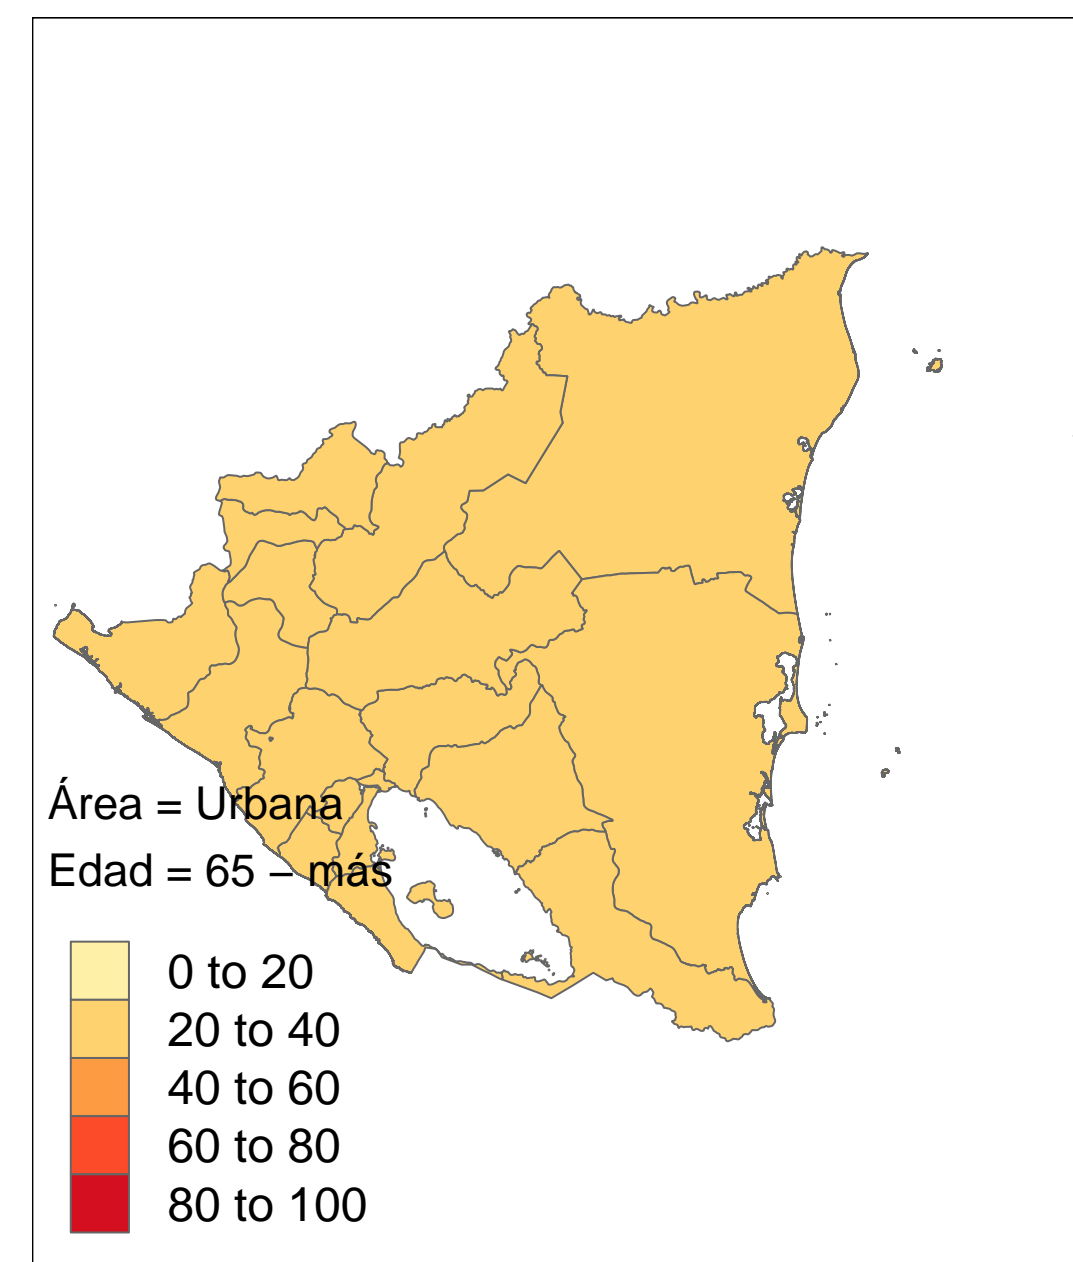 Área = Urbana
Edad = 65 – más
0 to 20
20 to 40
40 to 60
60 to 80
80 to 100